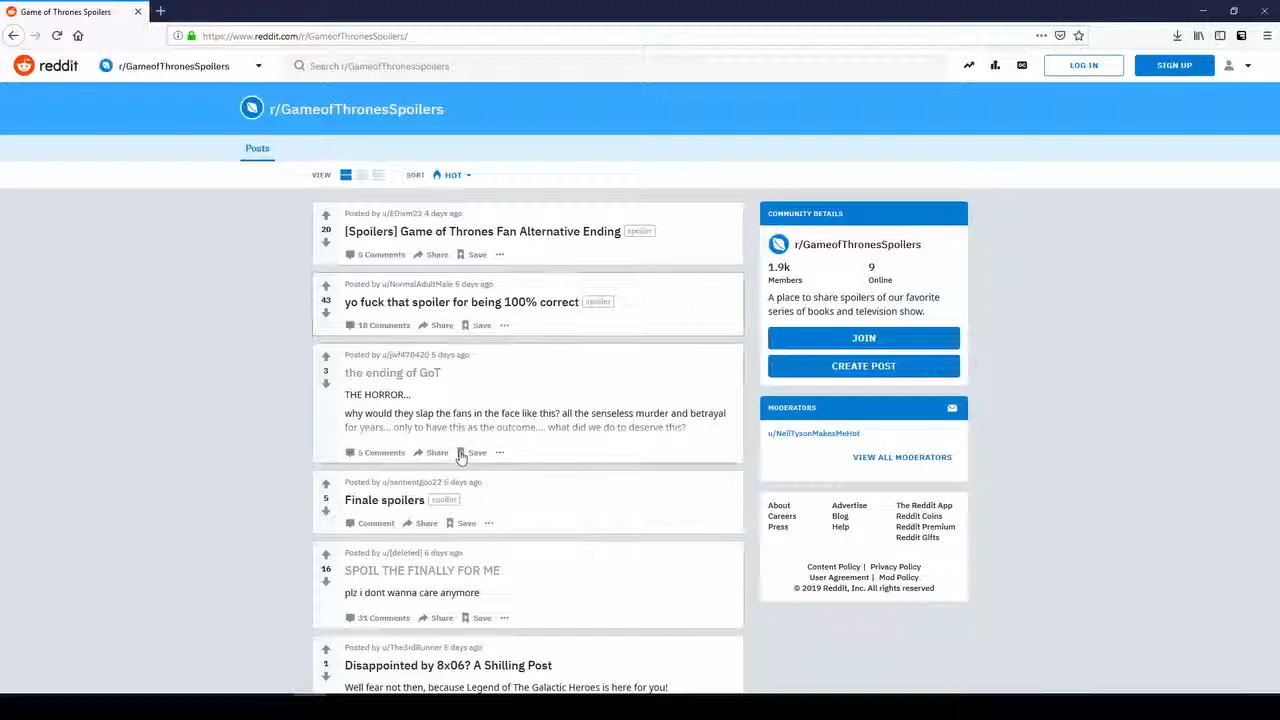 Game of Thrones Spoilers
https://www.reddit.com/r/GameofThronesSpoilers/
reddit
r/GameofThronesSpoilers
Search r/GameofThronesSpoilers
LOG IN
SIGN UP
r/GameofThronesSpoilers
Posts
VIEW
SORT
HOT
Posted by u/EDism23 4 days ago
20
[Spoilers] Game of Thrones Fan Alternative Ending spoiler
5 Comments Share Save
Posted by u/NormalAdultMale 5 days ago
43
yo fuck that spoiler for being 100% correct spoiler
18 Comments Share Save
Posted by u/jwf478420 5 days ago
3
the ending of GoT
THE HORROR...
why would they slap the fans in the face like this? all the senseless murder and betrayal
for years... only to have this as the outcome.... what did we do to deserve this?
5 Comments Share Save
Posted by 5 days ago
5
Finale spoilers spoiler
Comment Share Save
Posted by u/[deleted] 6 days ago
16
SPOIL THE FINALLY FOR ME
plz i dont wanna care anymore
31 Comments Share Save
Posted by u/The3rdRunner 5 days ago
1
Disappointed by 8x06? A Shilling Post
Well fear not then, because Legend of The Galactic Heroes is here for you!
COMMUNITY DETAILS
r/GameofThronesSpoilers
1.9k
9
Members
Online
A place to share spoilers of our favorite
series of books and television show.
JOIN
CREATE POST
MODERATORS
u/NeilTysonMakesMeHot
VIEW ALL MODERATORS
About Advertise The Reddit App
Careers Blog Reddit Coins
Press Help Reddit Premium
Reddit Gifts
Content Policy | Privacy Policy
User Agreement | Mod Policy
© 2019 Reddit, Inc. All rights reserved